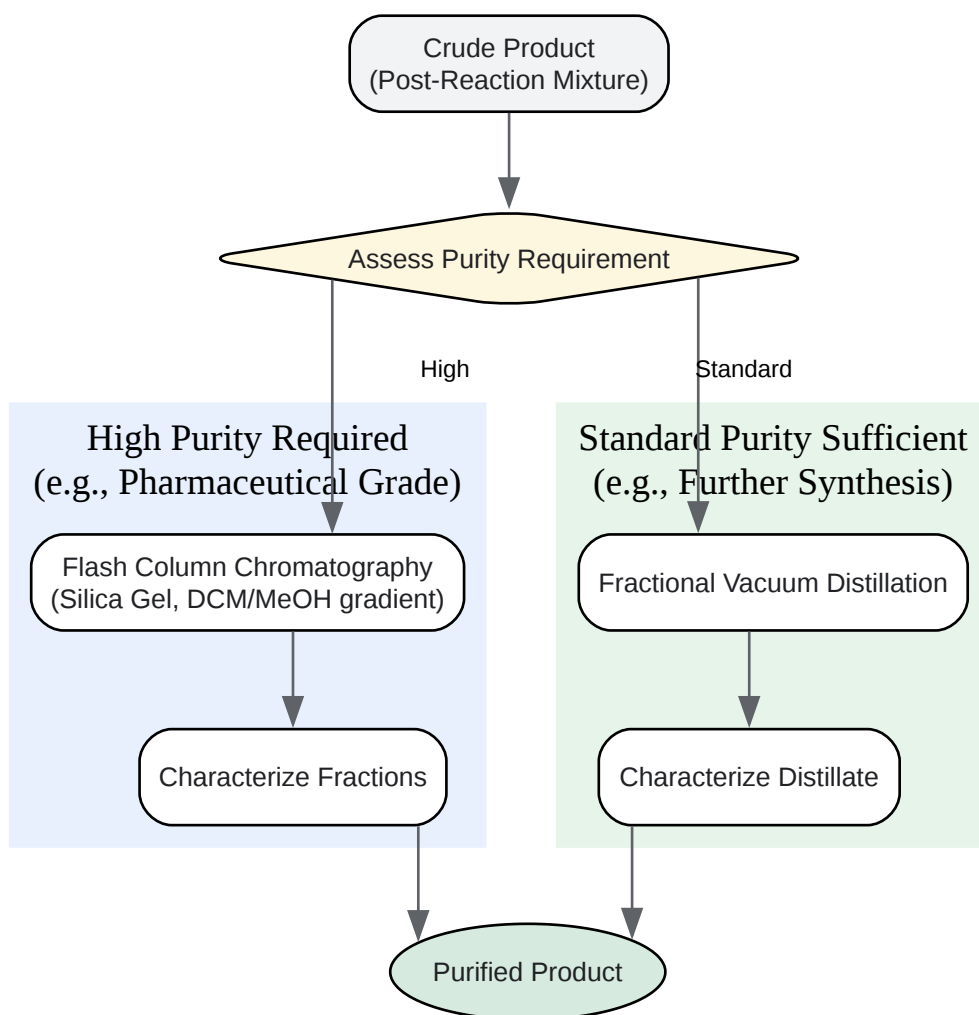 Crude Product
(Post-Reaction Mixture)
Assess Purity Requirement
High
Standard
High Purity Required
(e.g., Pharmaceutical Grade)
Standard Purity Sufficient
(e.g., Further Synthesis)
Flash Column Chromatography
(Silica Gel, DCM/MeOH gradient)
Fractional Vacuum Distillation
Characterize Fractions
Characterize Distillate
Purified Product